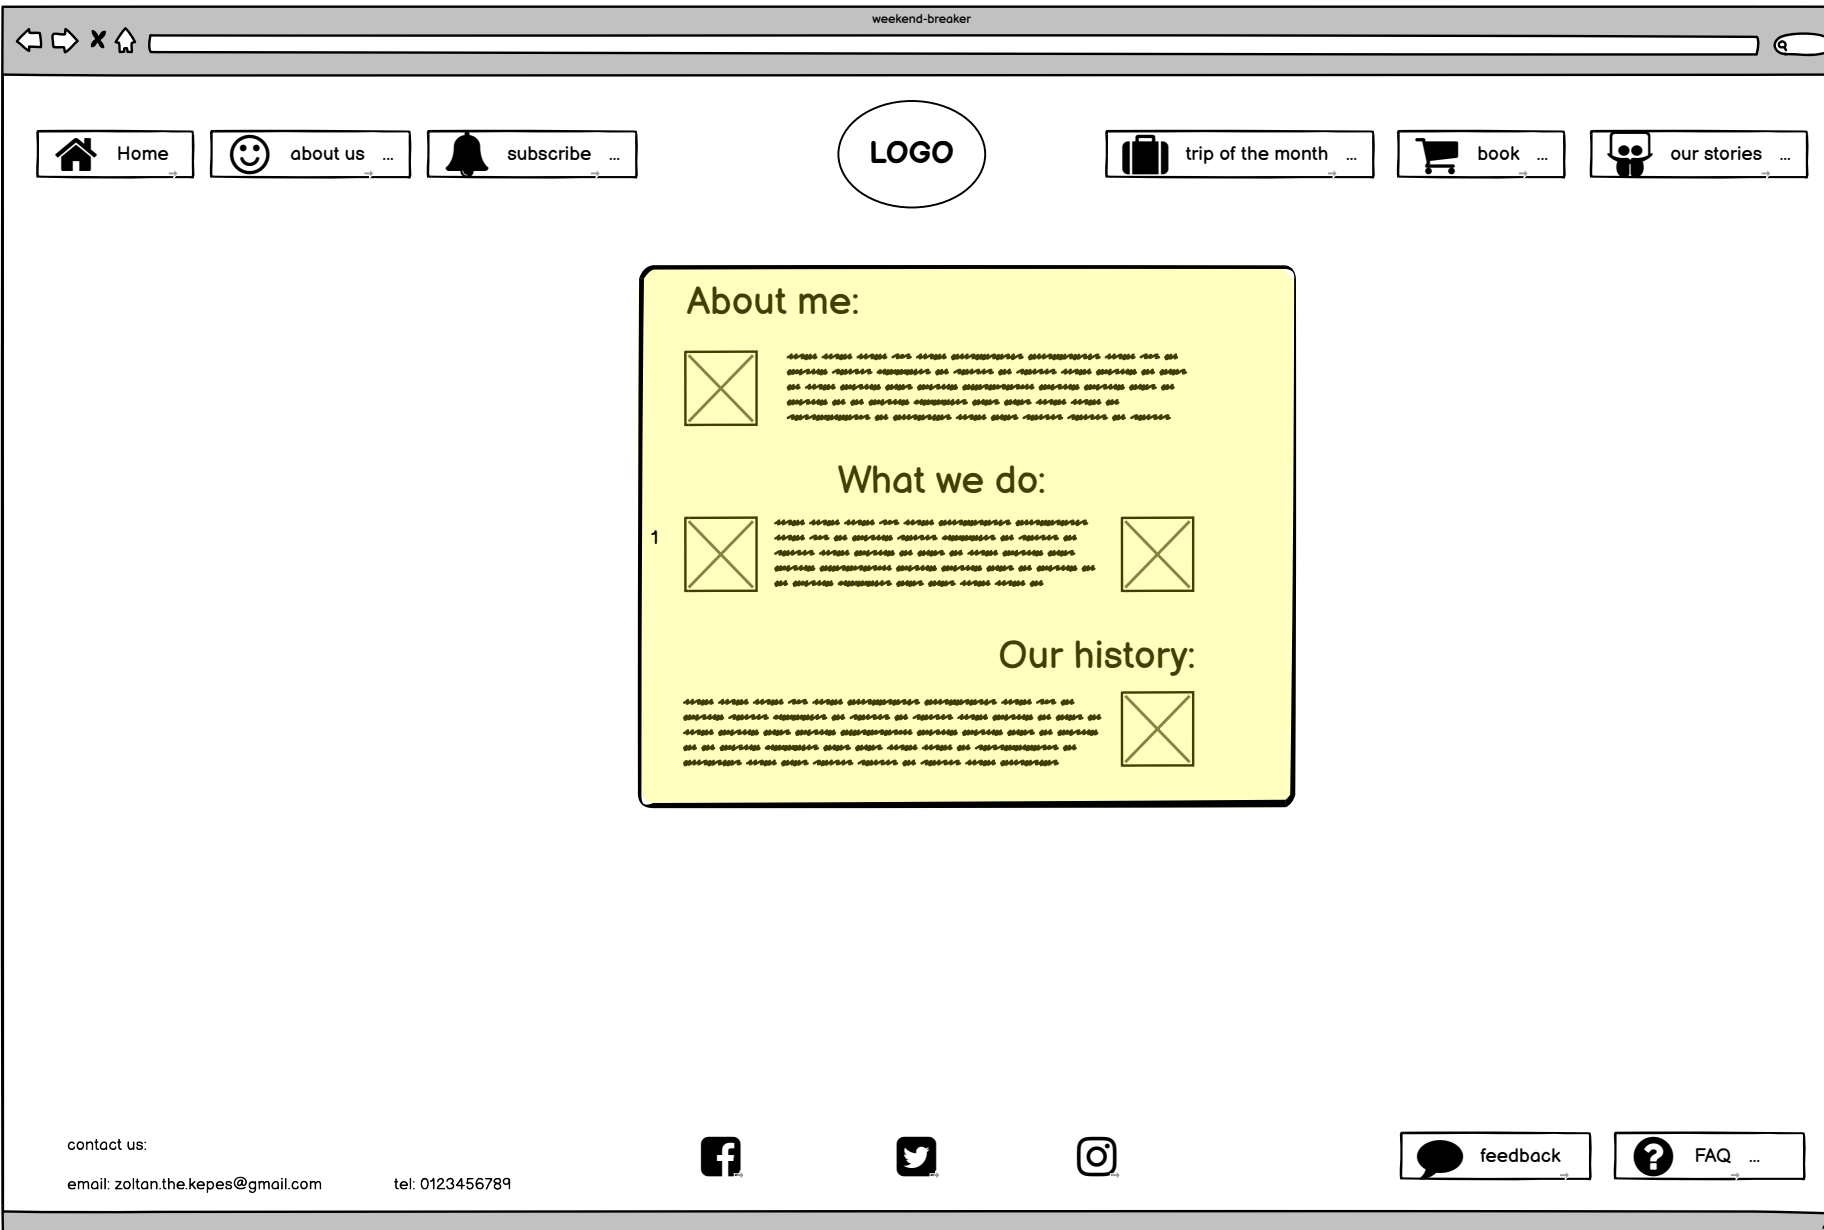 weekend-breaker
Home
about us ...
subscribe ...
LOGO
trip of the month ...
book ...
our stories ...
About me:
What we do:
1
Our history:
contact us:
email: zoltan.the.kepes@gmail.com
tel: 0123456789
feedback
FAQ ...